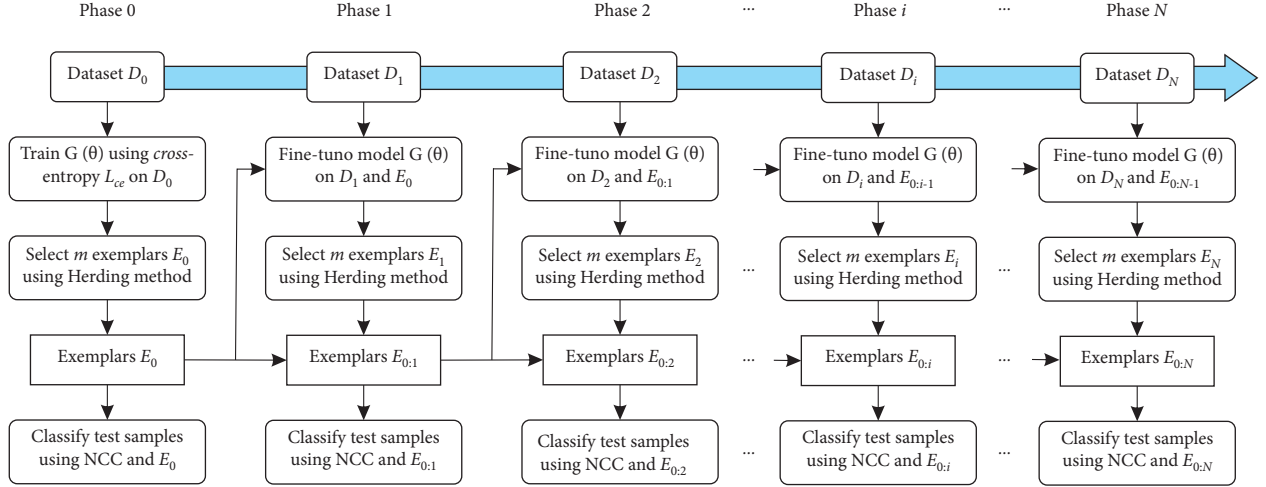 Phase 0
Phase 1
Phase 2
...
Phase i
...
Phase N
Dataset D0
Dataset D1
Dataset D2
Dataset Di
Dataset DN
Train G (θ) using cross-
entropy Lce on D0
Fine-tuno model G (θ)
on D1 and E0
Fine-tuno model G (θ)
on D2 and E0:1
Fine-tuno model G (θ)
on Di and E0:i-1
Fine-tuno model G (θ)
on DN and E0:N-1
Select m exemplars E0
using Herding method
Select m exemplars E1
using Herding method
Select m exemplars E2
using Herding method
...
Select m exemplars Ei
using Herding method
...
Select m exemplars EN
using Herding method
Exemplars E0
Exemplars E0:1
Exemplars E0:2
...
Exemplars E0:i
...
Exemplars E0:N
Classify test samples
using NCC and E0
Classify test samples
using NCC and E0:1
Classify test samples
using NCC and E0:2
...
Classify test samples
using NCC and E0:i
...
Classify test samples
using NCC and E0:N